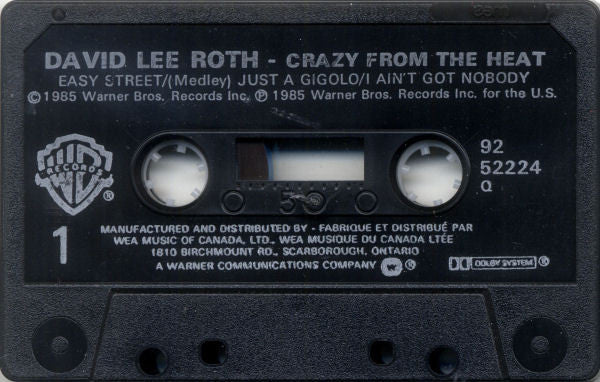 DAVID LEE ROTH - CRAZY FROM THE HEAT
EASY STREET/(Medley) JUST A GIGOLO/I AIN'T GOT NOBODY
© 1985 Warner Bros. Records Inc. ℗ 1985 Warner Bros. Records Inc. for the U.S.
W RECORDS ®
92
52224
Q
50
1
MANUFACTURED AND DISTRIBUTED BY - FABRIQUE ET DISTRIBUÉ PAR
WEA MUSIC OF CANADA, LTD., WEA MUSIQUE DU CANADA LTÉE
1810 BIRCHMOUNT RD., SCARBOROUGH, ONTARIO
A WARNER COMMUNICATIONS COMPANY ®
DOLBY SYSTEM ®